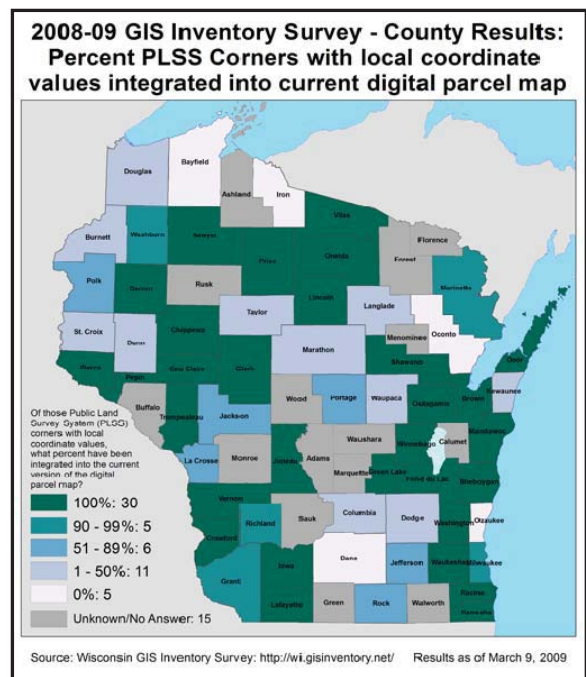 2008-09 GIS Inventory Survey - County Results:
Percent PLSS Corners with local coordinate
values integrated into current digital parcel map
Douglas
Bayfield
Ashland
Iron
Vilas
Florence
Burnett
Washburn
Sawyer
Price
Oneida
Forest
Marinette
Polk
Barron
Rusk
Lincoln
Langlade
Taylor
Oconto
St. Croix
Dunn
Chippewa
Marathon
Menominee
Shawano
Door
Pierce
Pepin
Eau Claire
Clark
Buffalo
Trempealeau
Jackson
Wood
Portage
Waupaca
Outagamie
Brown
Kewaunee
La Crosse
Monroe
Juneau
Adams
Waushara
Marquette
Green Lake
Winnebago
Calumet
Manitowoc
Fond du Lac
Sheboygan
Vernon
Crawford
Richland
Sauk
Columbia
Dodge
Washington
Ozaukee
Grant
Iowa
Dane
Jefferson
Waukesha
Milwaukee
Lafayette
Green
Rock
Walworth
Racine
Kenosha
Of those Public Land
Survey System (PLSS)
corners with local
coordinate values,
what percent have been
integrated into the current
version of the digital
parcel map?
100%: 30
90 - 99%: 5
51 - 89%: 6
1 - 50%: 11
0%: 5
Unknown/No Answer: 15
Source: Wisconsin GIS Inventory Survey: http://wi.gisinventory.net/ Results as of March 9, 2009